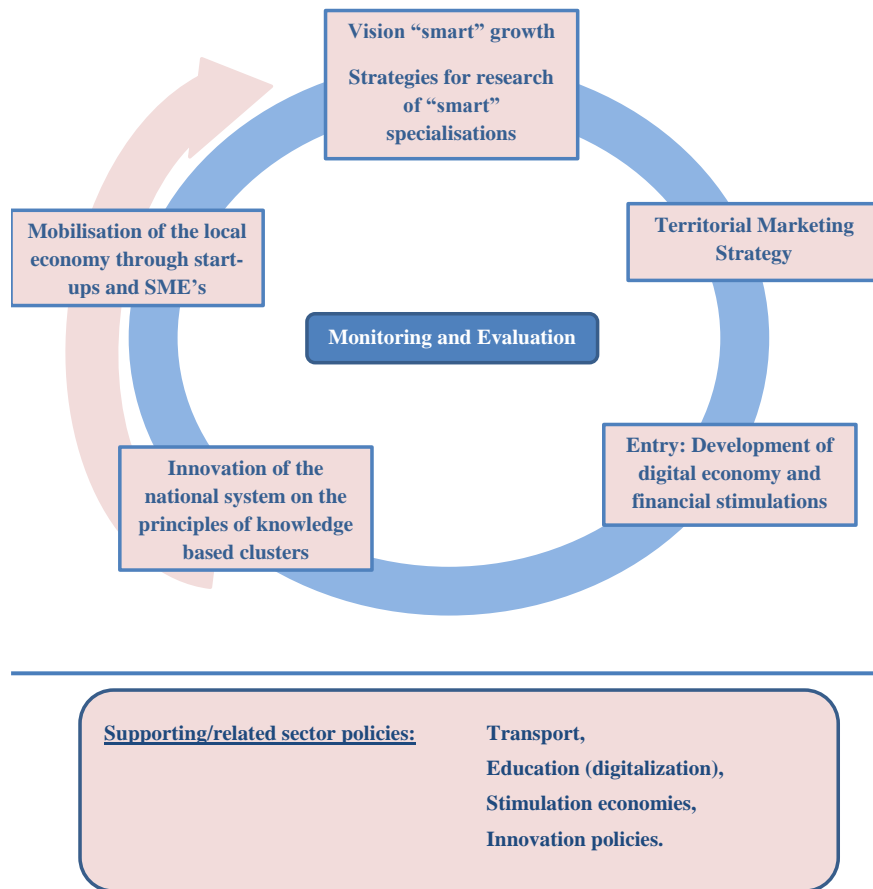 Vision “smart” growth
Strategies for research
of “smart”
specialisations
Territorial Marketing
Strategy
Mobilisation of the local
economy through start-
ups and SME’s
Monitoring and Evaluation
Entry: Development of
digital economy and
financial stimulations
Innovation of the
national system on the
principles of knowledge
based clusters
Supporting/related sector policies:
Transport,
Education (digitalization),
Stimulation economies,
Innovation policies.